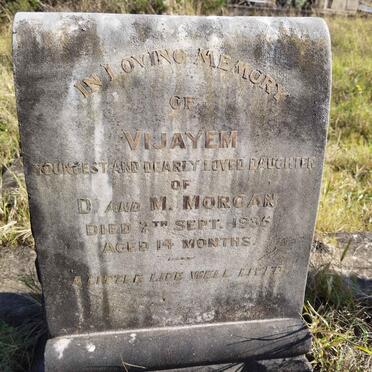 IN LOVING MEMORY
OF
VIJAYEM
YOUNGEST AND DEARLY LOVED DAUGHTER
OF
D. AND M. MORGAN
DIED TH SEPT.
AGED 14 MONTHS.
A LITTLE LIFE WELL LIVED